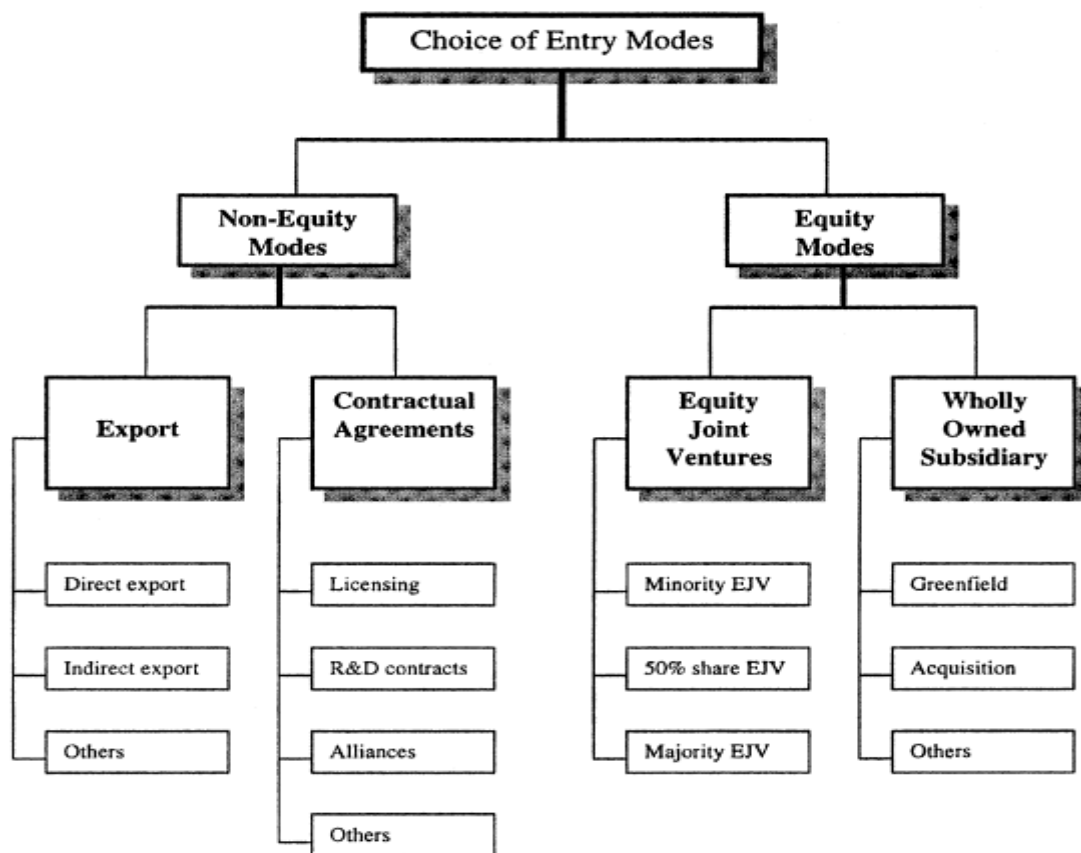 Choice of Entry Modes
Non-Equity
Modes
Equity
Modes
Export
Contractual
Agreements
Equity
Joint
Ventures
Wholly
Owned
Subsidiary
Direct export
Indirect export
Others
Licensing
R&D contracts
Alliances
Others
Minority EJV
50% share EJV
Majority EJV
Greenfield
Acquisition
Others